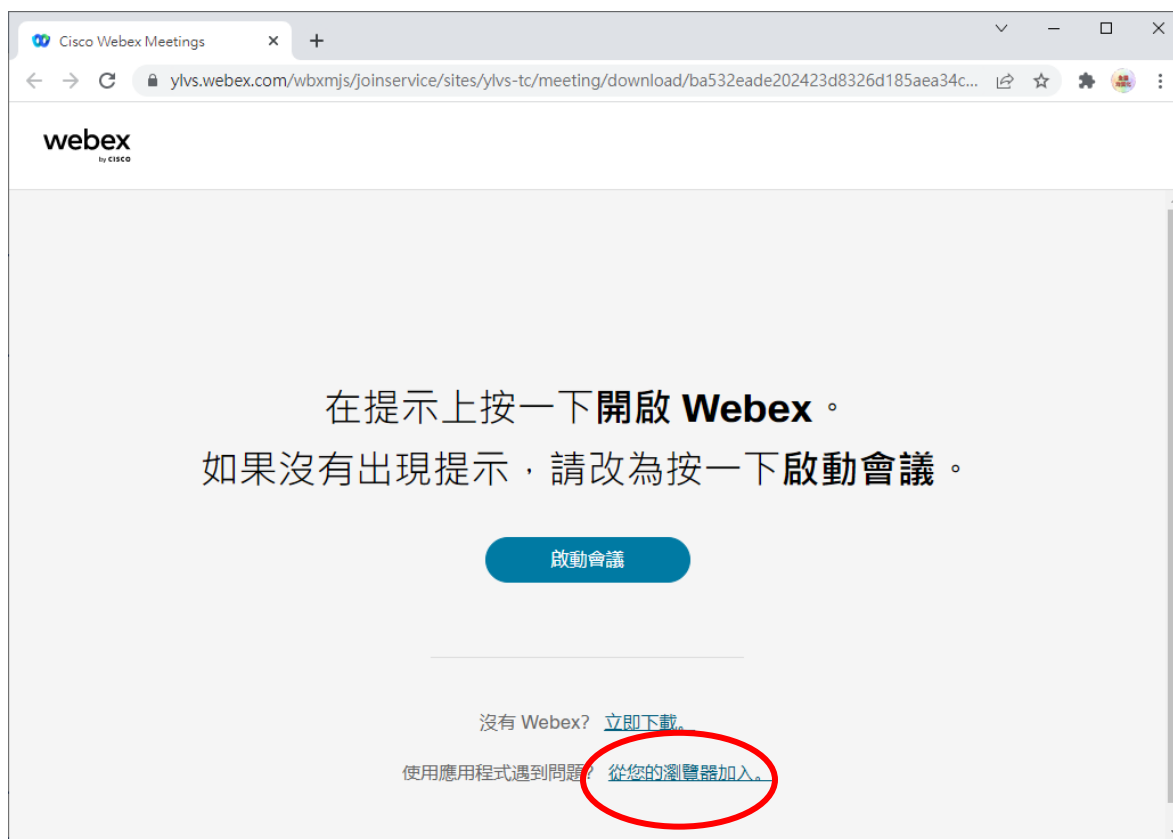 Cisco Webex Meetings
ylvs.webex.com/wbxmjs/joinservice/sites/ylvs-tc/meeting/download/ba532eade202423d8326d185aea34c...
webex
by CISCO
在提示上按一下開啟 Webex。
如果沒有出現提示，請改為按一下啟動會議。
啟動會議
沒有 Webex? 立即下載。
使用應用程式遇到問題? 從您的瀏覽器加入。